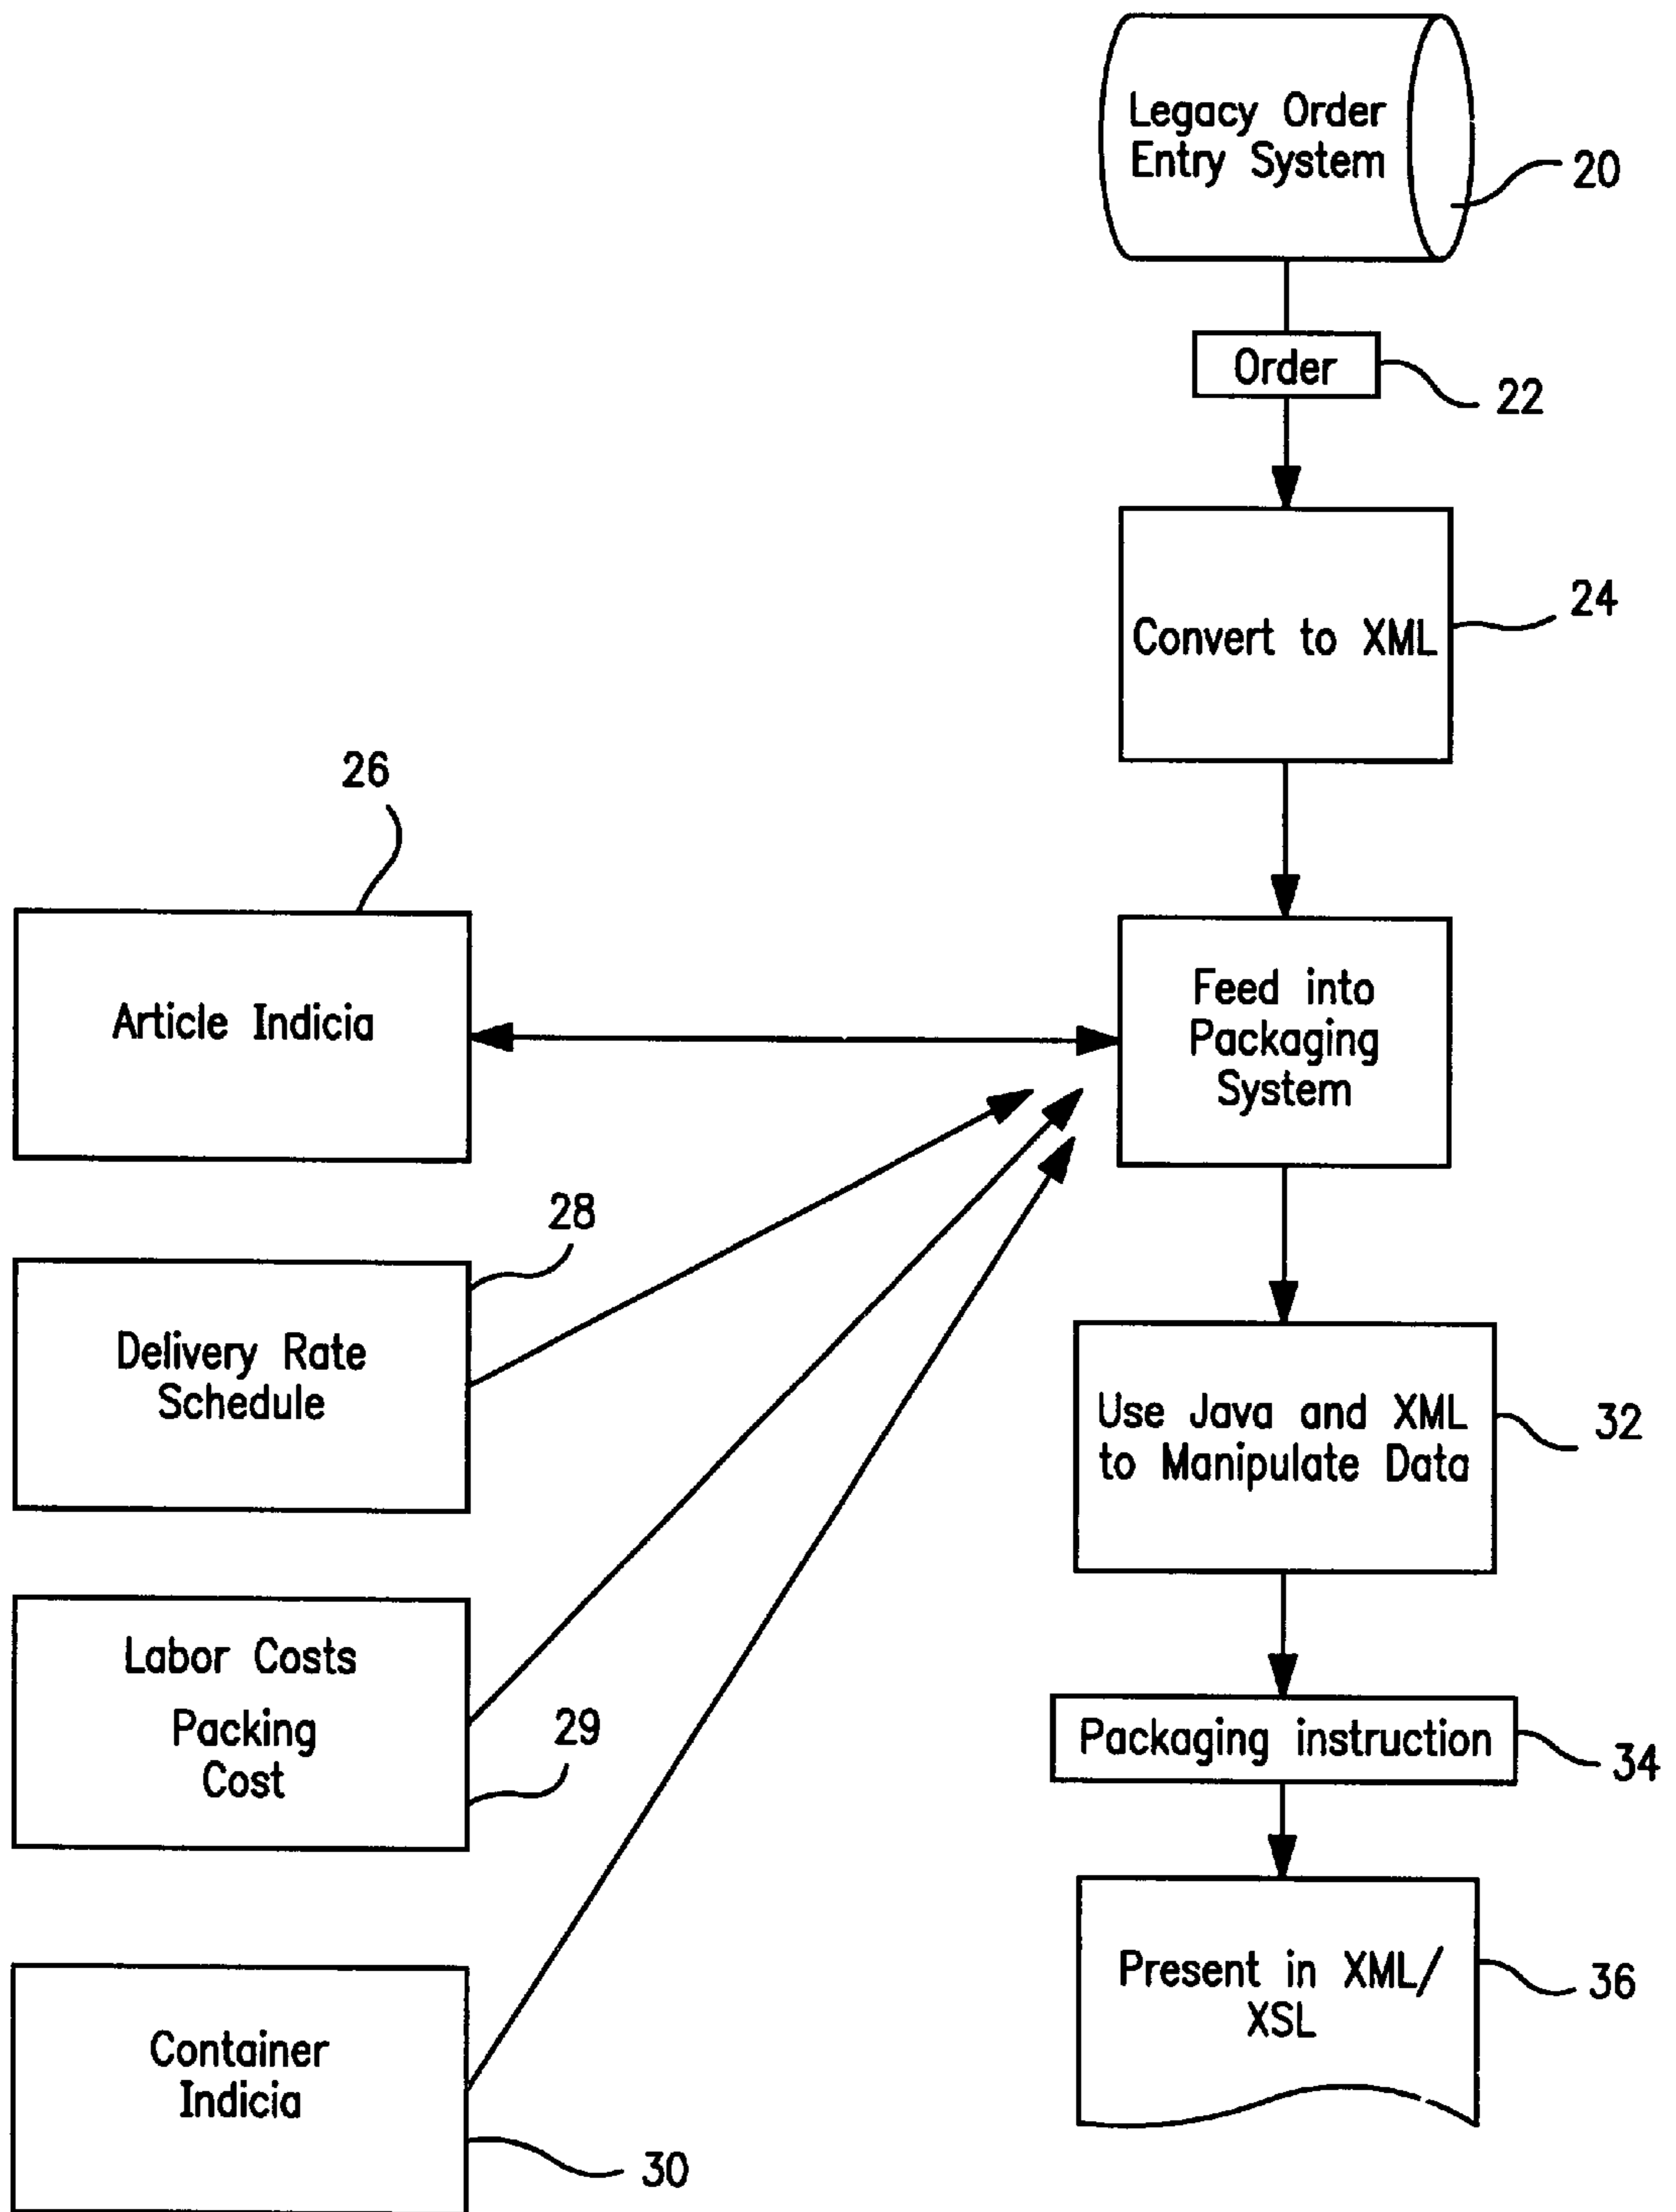 Legacy Order
Entry System
20
Order
22
Convert to XML
24
26
Article Indicia
Feed into
Packaging
System
28
Delivery Rate
Schedule
Use Java and XML
to Manipulate Data
32
Labor Costs
Packing
Cost
29
Packaging instruction
34
Present in XML/
XSL
36
Container
Indicia
30